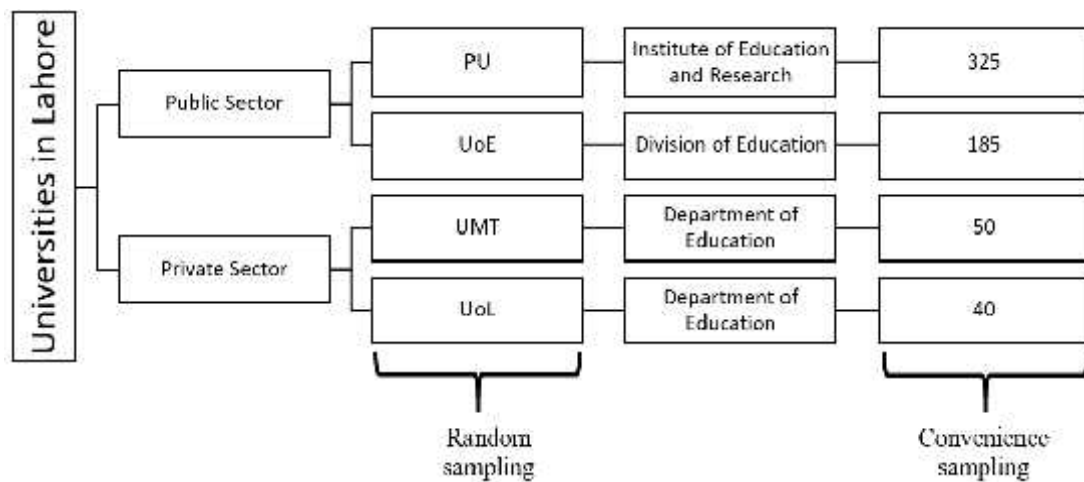 Universities in Lahore
Public Sector
PU
Institute of Education
and Research
325
UoE
Division of Education
185
Private Sector
UMT
Department of
Education
50
UoL
Department of
Education
40
Random
sampling
Convenience
sampling